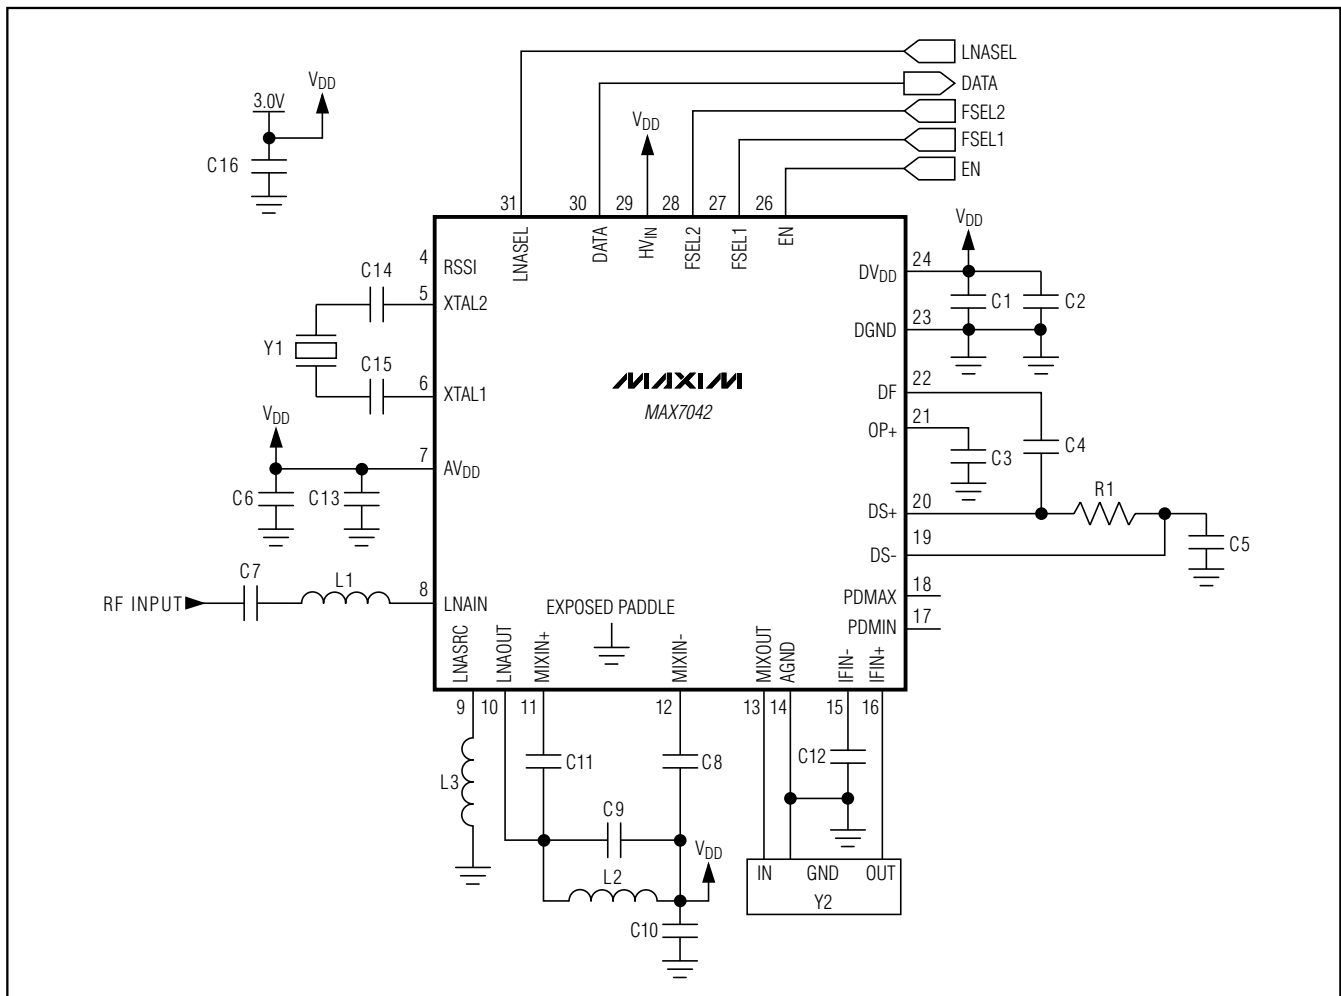 LNASEL
DATA
FSEL2
FSEL1
EN
3.0V
VDD
C16
VDD
31
30
29
28
27
26
LNASEL
DATA
HVIN
FSEL2
FSEL1
EN
4
RSSI
C14
5
XTAL2
Y1
C15
6
XTAL1
VDD
7
AVDD
C6
C13
RF INPUT
C7
L1
8
LNAIN
MAXIM
MAX7042
EXPOSED PADDLE
VDD
24
DVDD
C1
C2
23
DGND
22
DF
21
OP+
C3
C4
20
DS+
R1
19
DS-
C5
18
PDMAX
17
PDMIN
LNASRC
LNAOUT
MIXIN+
MIXIN-
MIXOUT
AGND
IFIN-
IFIN+
9
10
11
12
13
14
15
16
L3
C11
C8
C9
L2
VDD
C10
C12
IN
GND
OUT
Y2